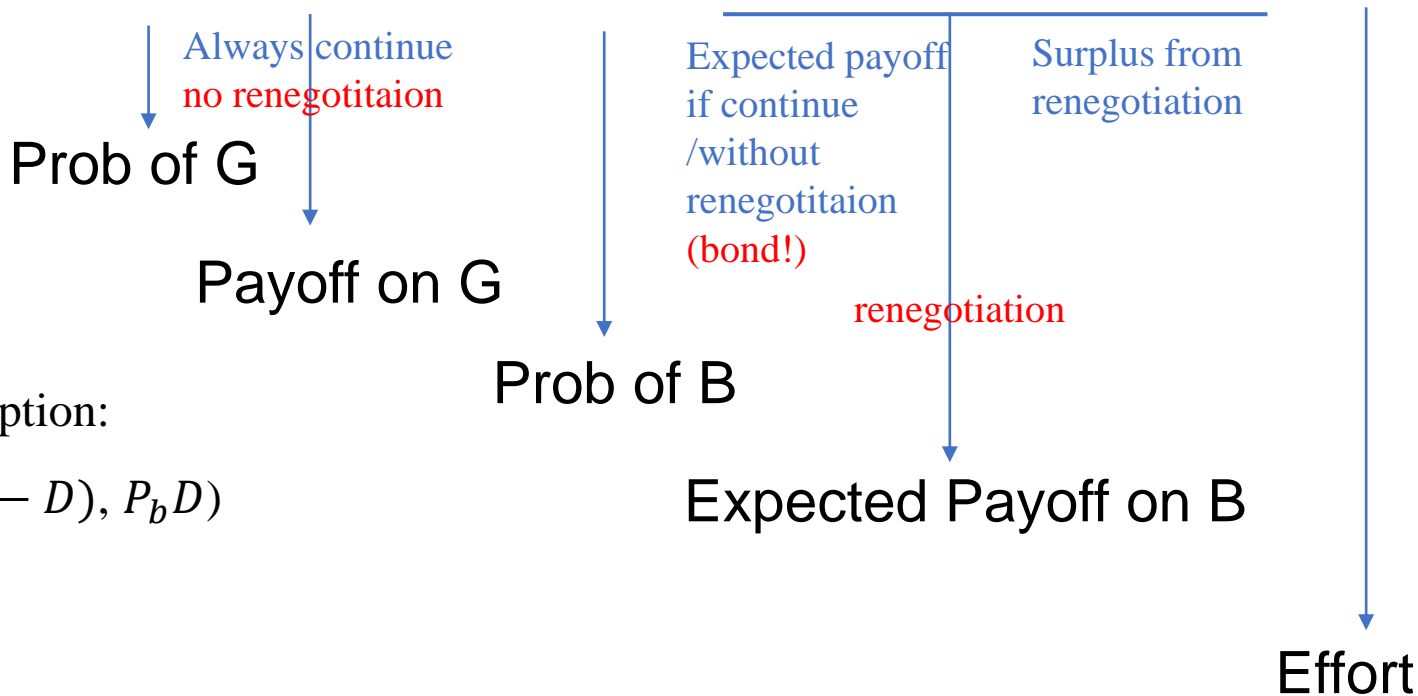 Always continue
no renegotitaion
Expected payoff
if continue
/without
renegotitaion
(bond!)
Surplus from
renegotiation
Prob of G
Payoff on G
renegotiation
Prob of B
ption:
− D), P_bD)
Expected Payoff on B
Effort